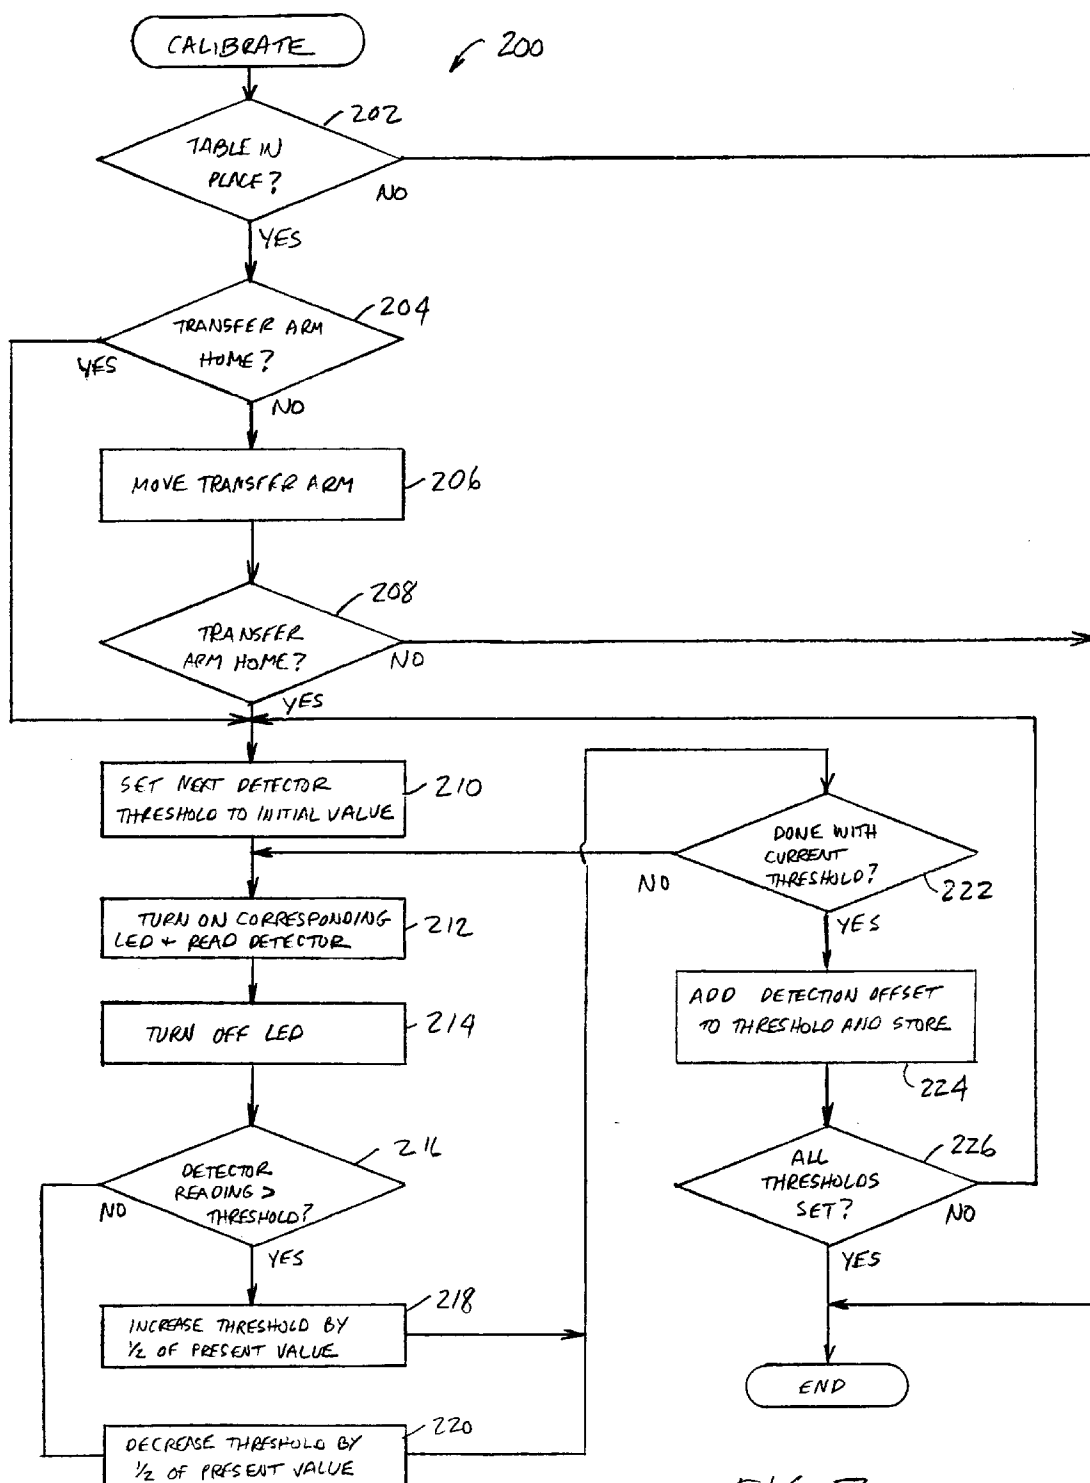 CALIBRATE
200
202
TABLE IN
PLACE?
NO
YES
204
TRANSFER ARM
HOME?
YES
NO
MOVE TRANSFER ARM
206
208
TRANSFER
ARM HOME?
NO
YES
SET NEXT DETECTOR
THRESHOLD TO INITIAL VALUE
210
DONE WITH
CURRENT
THRESHOLD?
NO
222
YES
TURN ON CORRESPONDING
LED + READ DETECTOR
212
ADD DETECTION OFFSET
TO THRESHOLD AND STORE
224
TURN OFF LED
214
216
DETECTOR
READING >
THRESHOLD?
NO
YES
226
ALL
THRESHOLDS
SET?
NO
YES
218
INCREASE THRESHOLD BY
1/2 OF PRESENT VALUE
END
220
DECREASE THRESHOLD BY
1/2 OF PRESENT VALUE